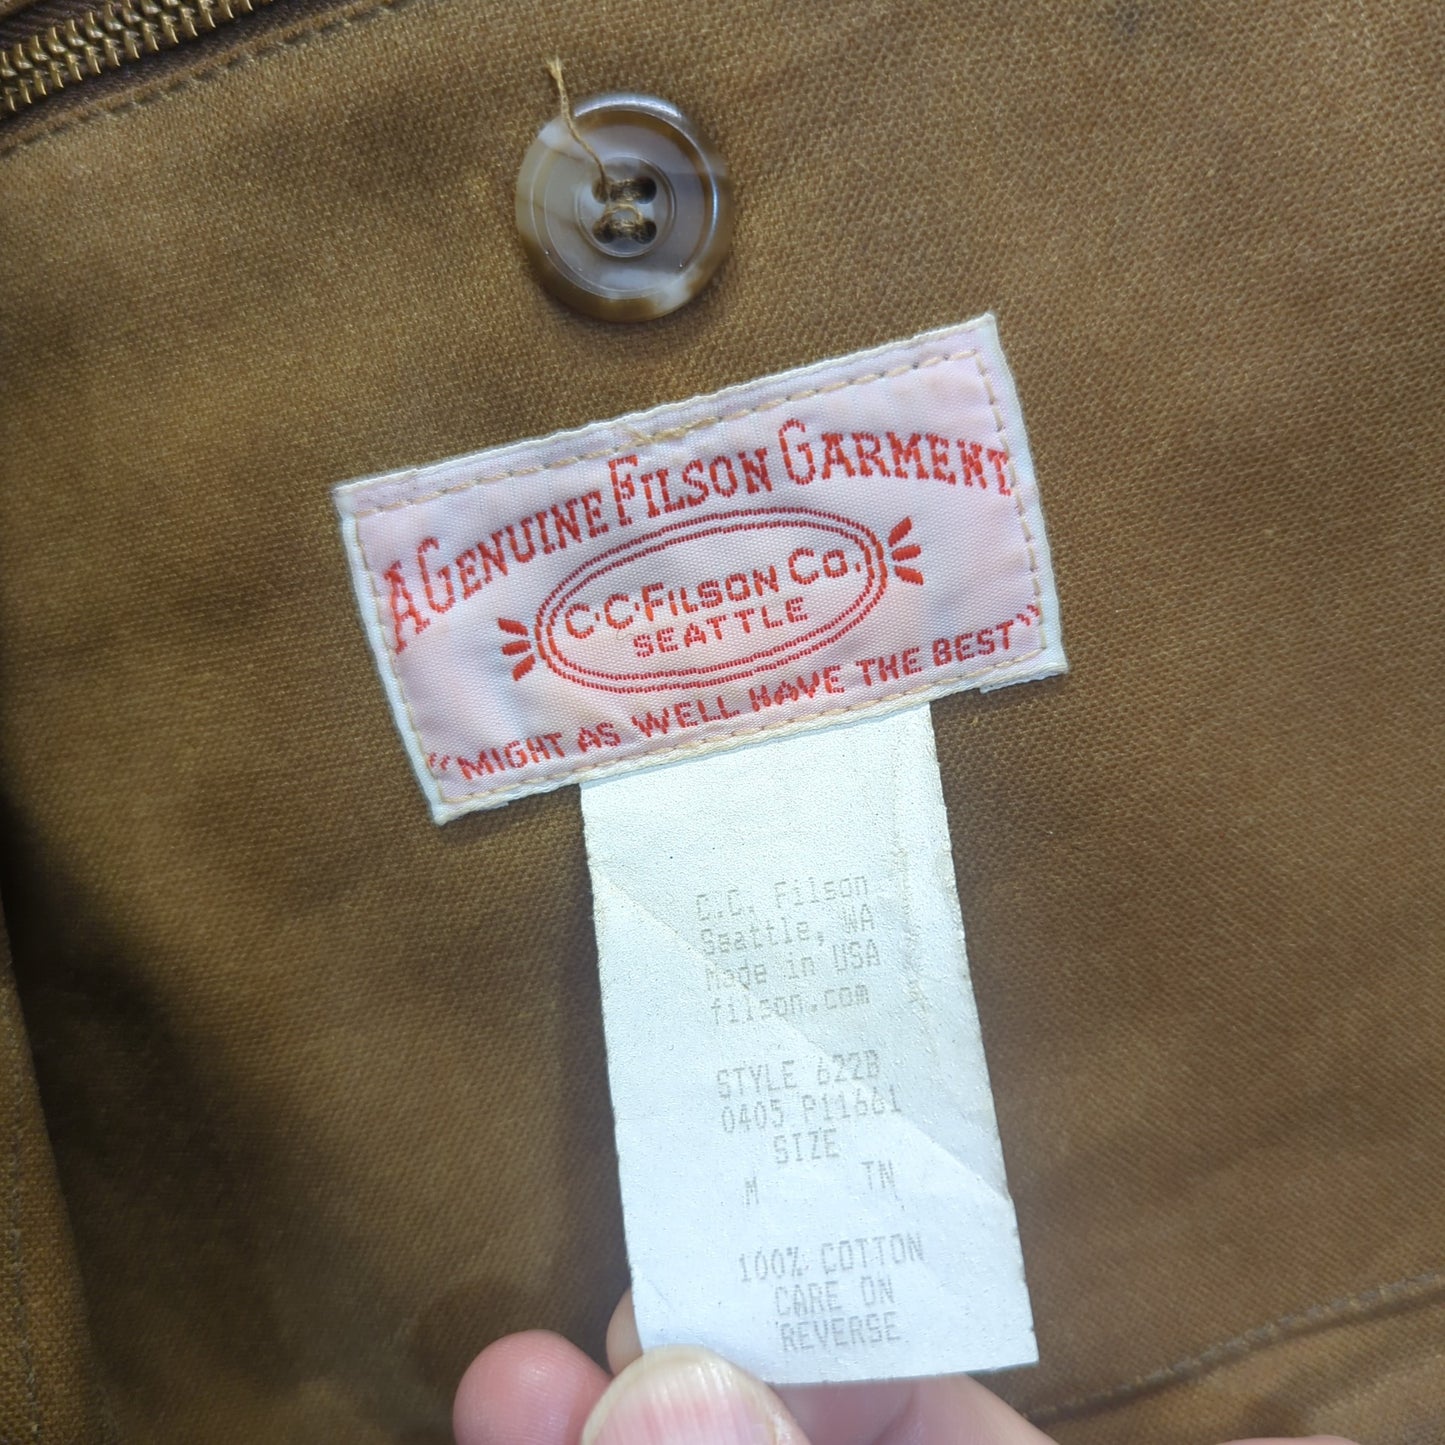 A GENUINE FILSON GARMENT
C·C·FILSON CO.
SEATTLE
"MIGHT AS WELL HAVE THE BEST"
C.C. Filson
Seattle, WA
Made in USA
filson.com
STYLE 622B
0405 P11661
SIZE
M TN
100% COTTON
CARE ON
REVERSE